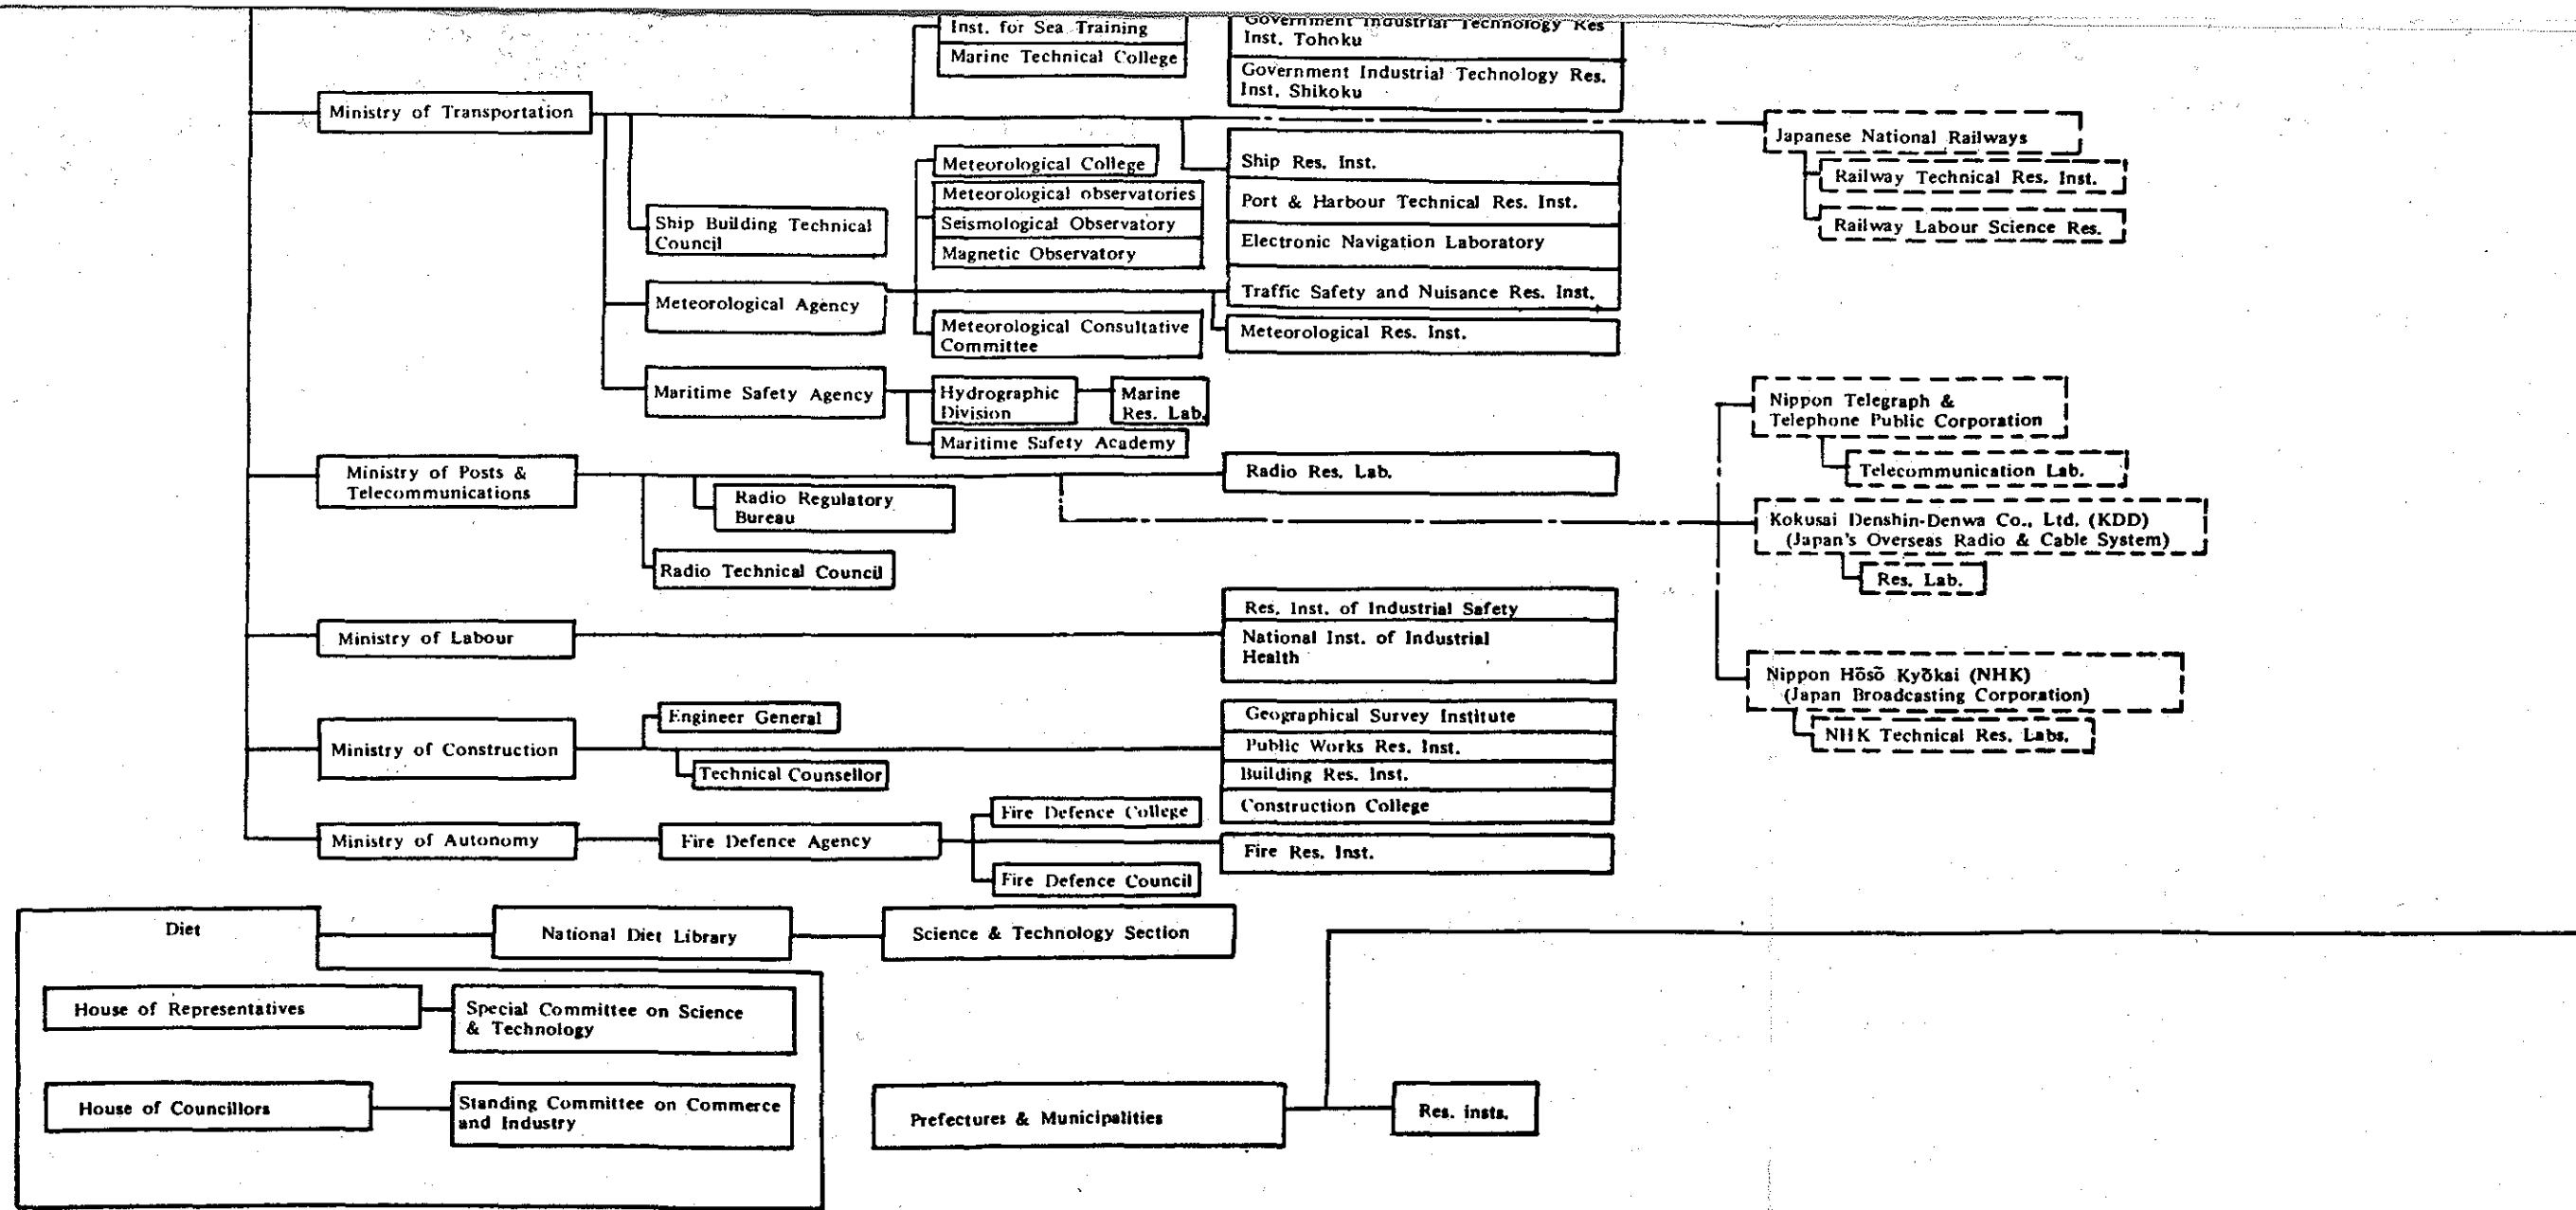 Inst. for Sea Training
Marine Technical College
Government Industrial Technology Res
Inst. Tohoku
Government Industrial Technology Res.
Inst. Shikoku
Ministry of Transportation
Japanese National Railways
Railway Technical Res. Inst.
Railway Labour Science Res.
Meteorological College
Meteorological observatories
Seismological Observatory
Magnetic Observatory
Ship Res. Inst.
Port & Harbour Technical Res. Inst.
Electronic Navigation Laboratory
Traffic Safety and Nuisance Res. Inst.
Ship Building Technical
Council
Meteorological Agency
Meteorological Consultative
Committee
Meteorological Res. Inst.
Maritime Safety Agency
Hydrographic
Division
Marine
Res. Lab.
Maritime Safety Academy
Nippon Telegraph &
Telephone Public Corporation
Telecommunication Lab.
Ministry of Posts &
Telecommunications
Radio Res. Lab.
Radio Regulatory
Bureau
Radio Technical Council
Kokusai Denshin-Denwa Co., Ltd. (KDD)
(Japan's Overseas Radio & Cable System)
Res. Lab.
Ministry of Labour
Res. Inst. of Industrial Safety
National Inst. of Industrial
Health
Nippon Hōsō Kyōkai (NHK)
(Japan Broadcasting Corporation)
NHK Technical Res. Labs.
Ministry of Construction
Engineer General
Technical Counsellor
Geographical Survey Institute
Public Works Res. Inst.
Building Res. Inst.
Construction College
Ministry of Autonomy
Fire Defence Agency
Fire Defence College
Fire Defence Council
Fire Res. Inst.
Diet
National Diet Library
Science & Technology Section
House of Representatives
Special Committee on Science
& Technology
House of Councillors
Standing Committee on Commerce
and Industry
Prefectures & Municipalities
Res. insts.